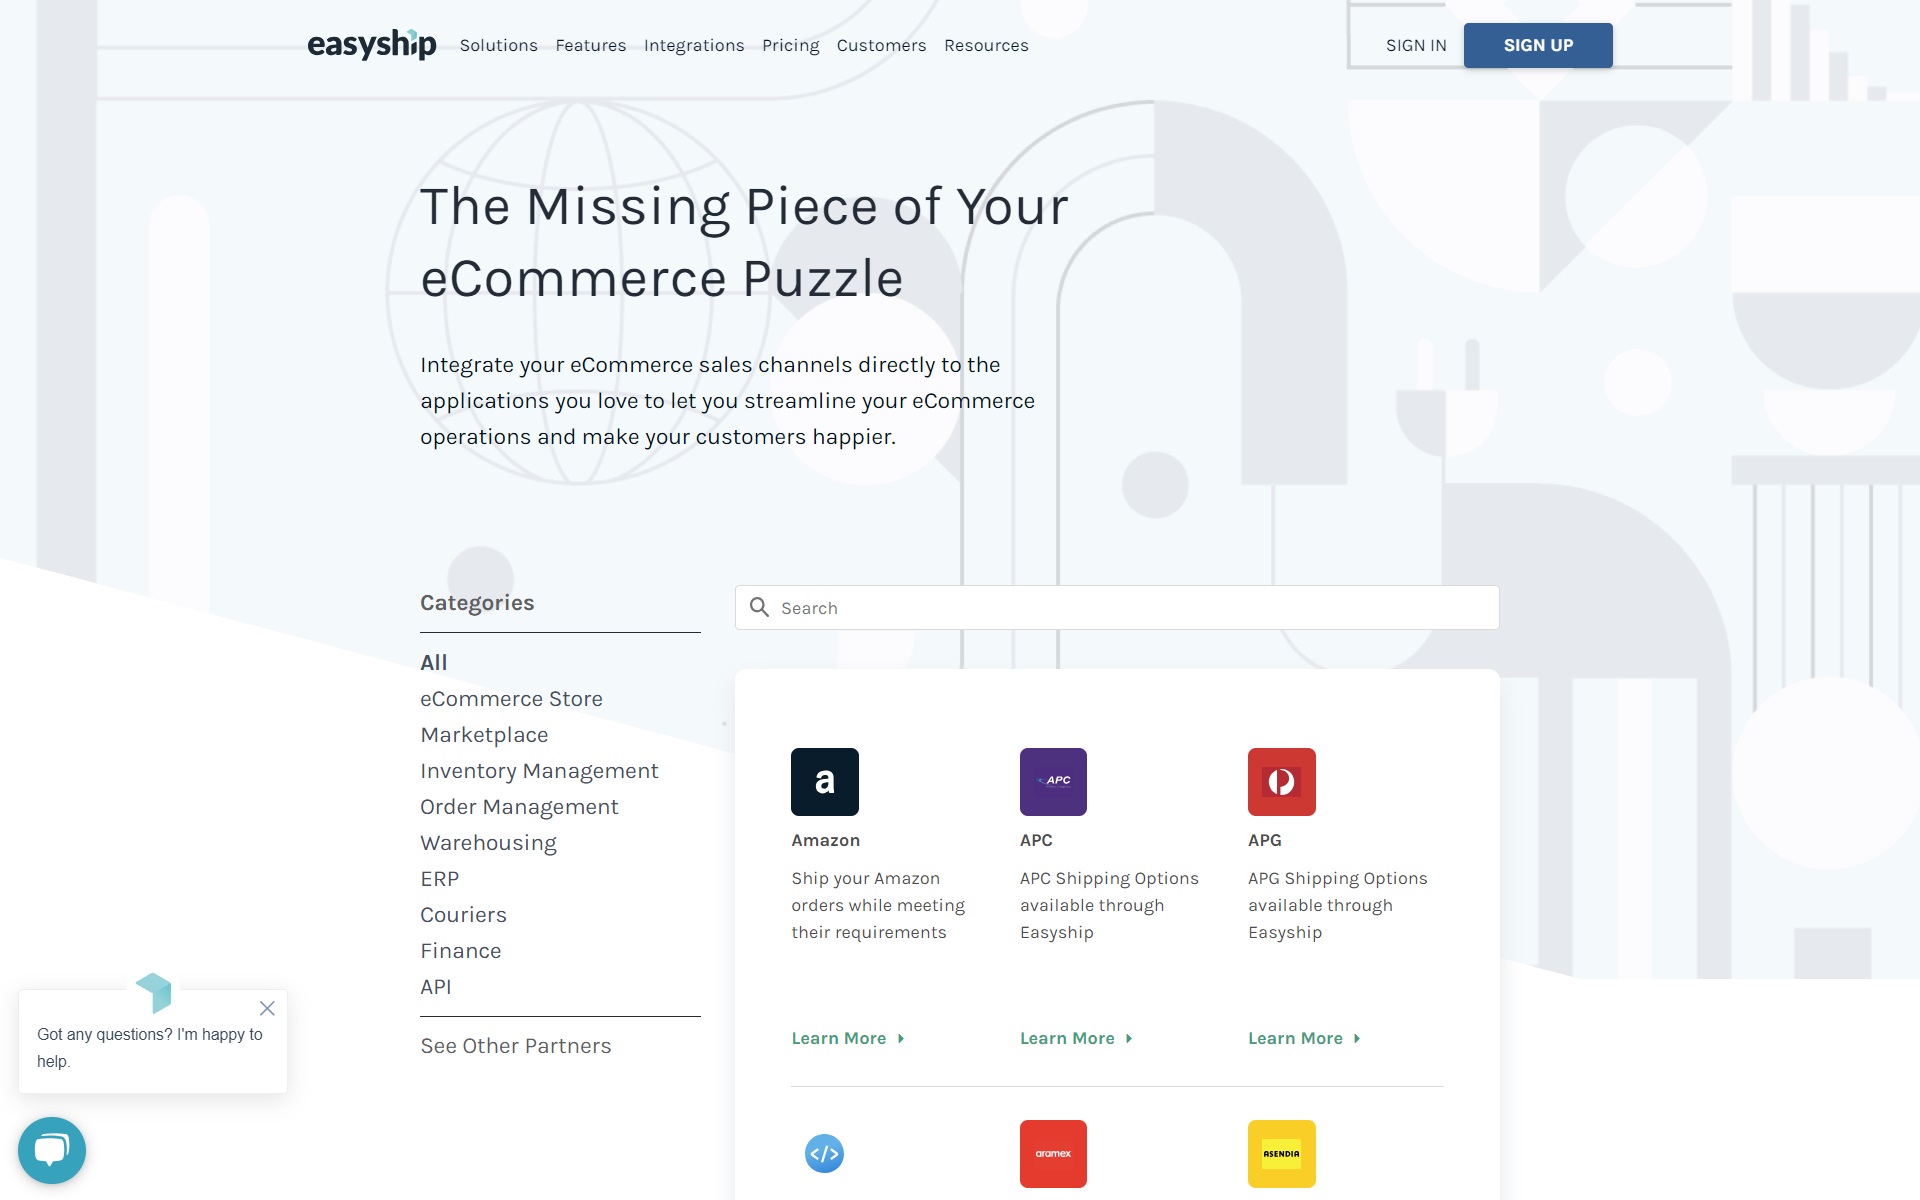 easyship Solutions Features Integrations Pricing Customers Resources SIGN IN SIGN UP
The Missing Piece of Your
eCommerce Puzzle
Integrate your eCommerce sales channels directly to the
applications you love to let you streamline your eCommerce
operations and make your customers happier.
Categories
All
eCommerce Store
Marketplace
Inventory Management
Order Management
Warehousing
ERP
Couriers
Finance
API
See Other Partners
Search
a
Amazon
Ship your Amazon
orders while meeting
their requirements
Learn More
APC
APC
APC Shipping Options
available through
Easyship
Learn More
APG
APG Shipping Options
available through
Easyship
Learn More
</>
aramex
ASENDIA
Got any questions? I'm happy to
help.